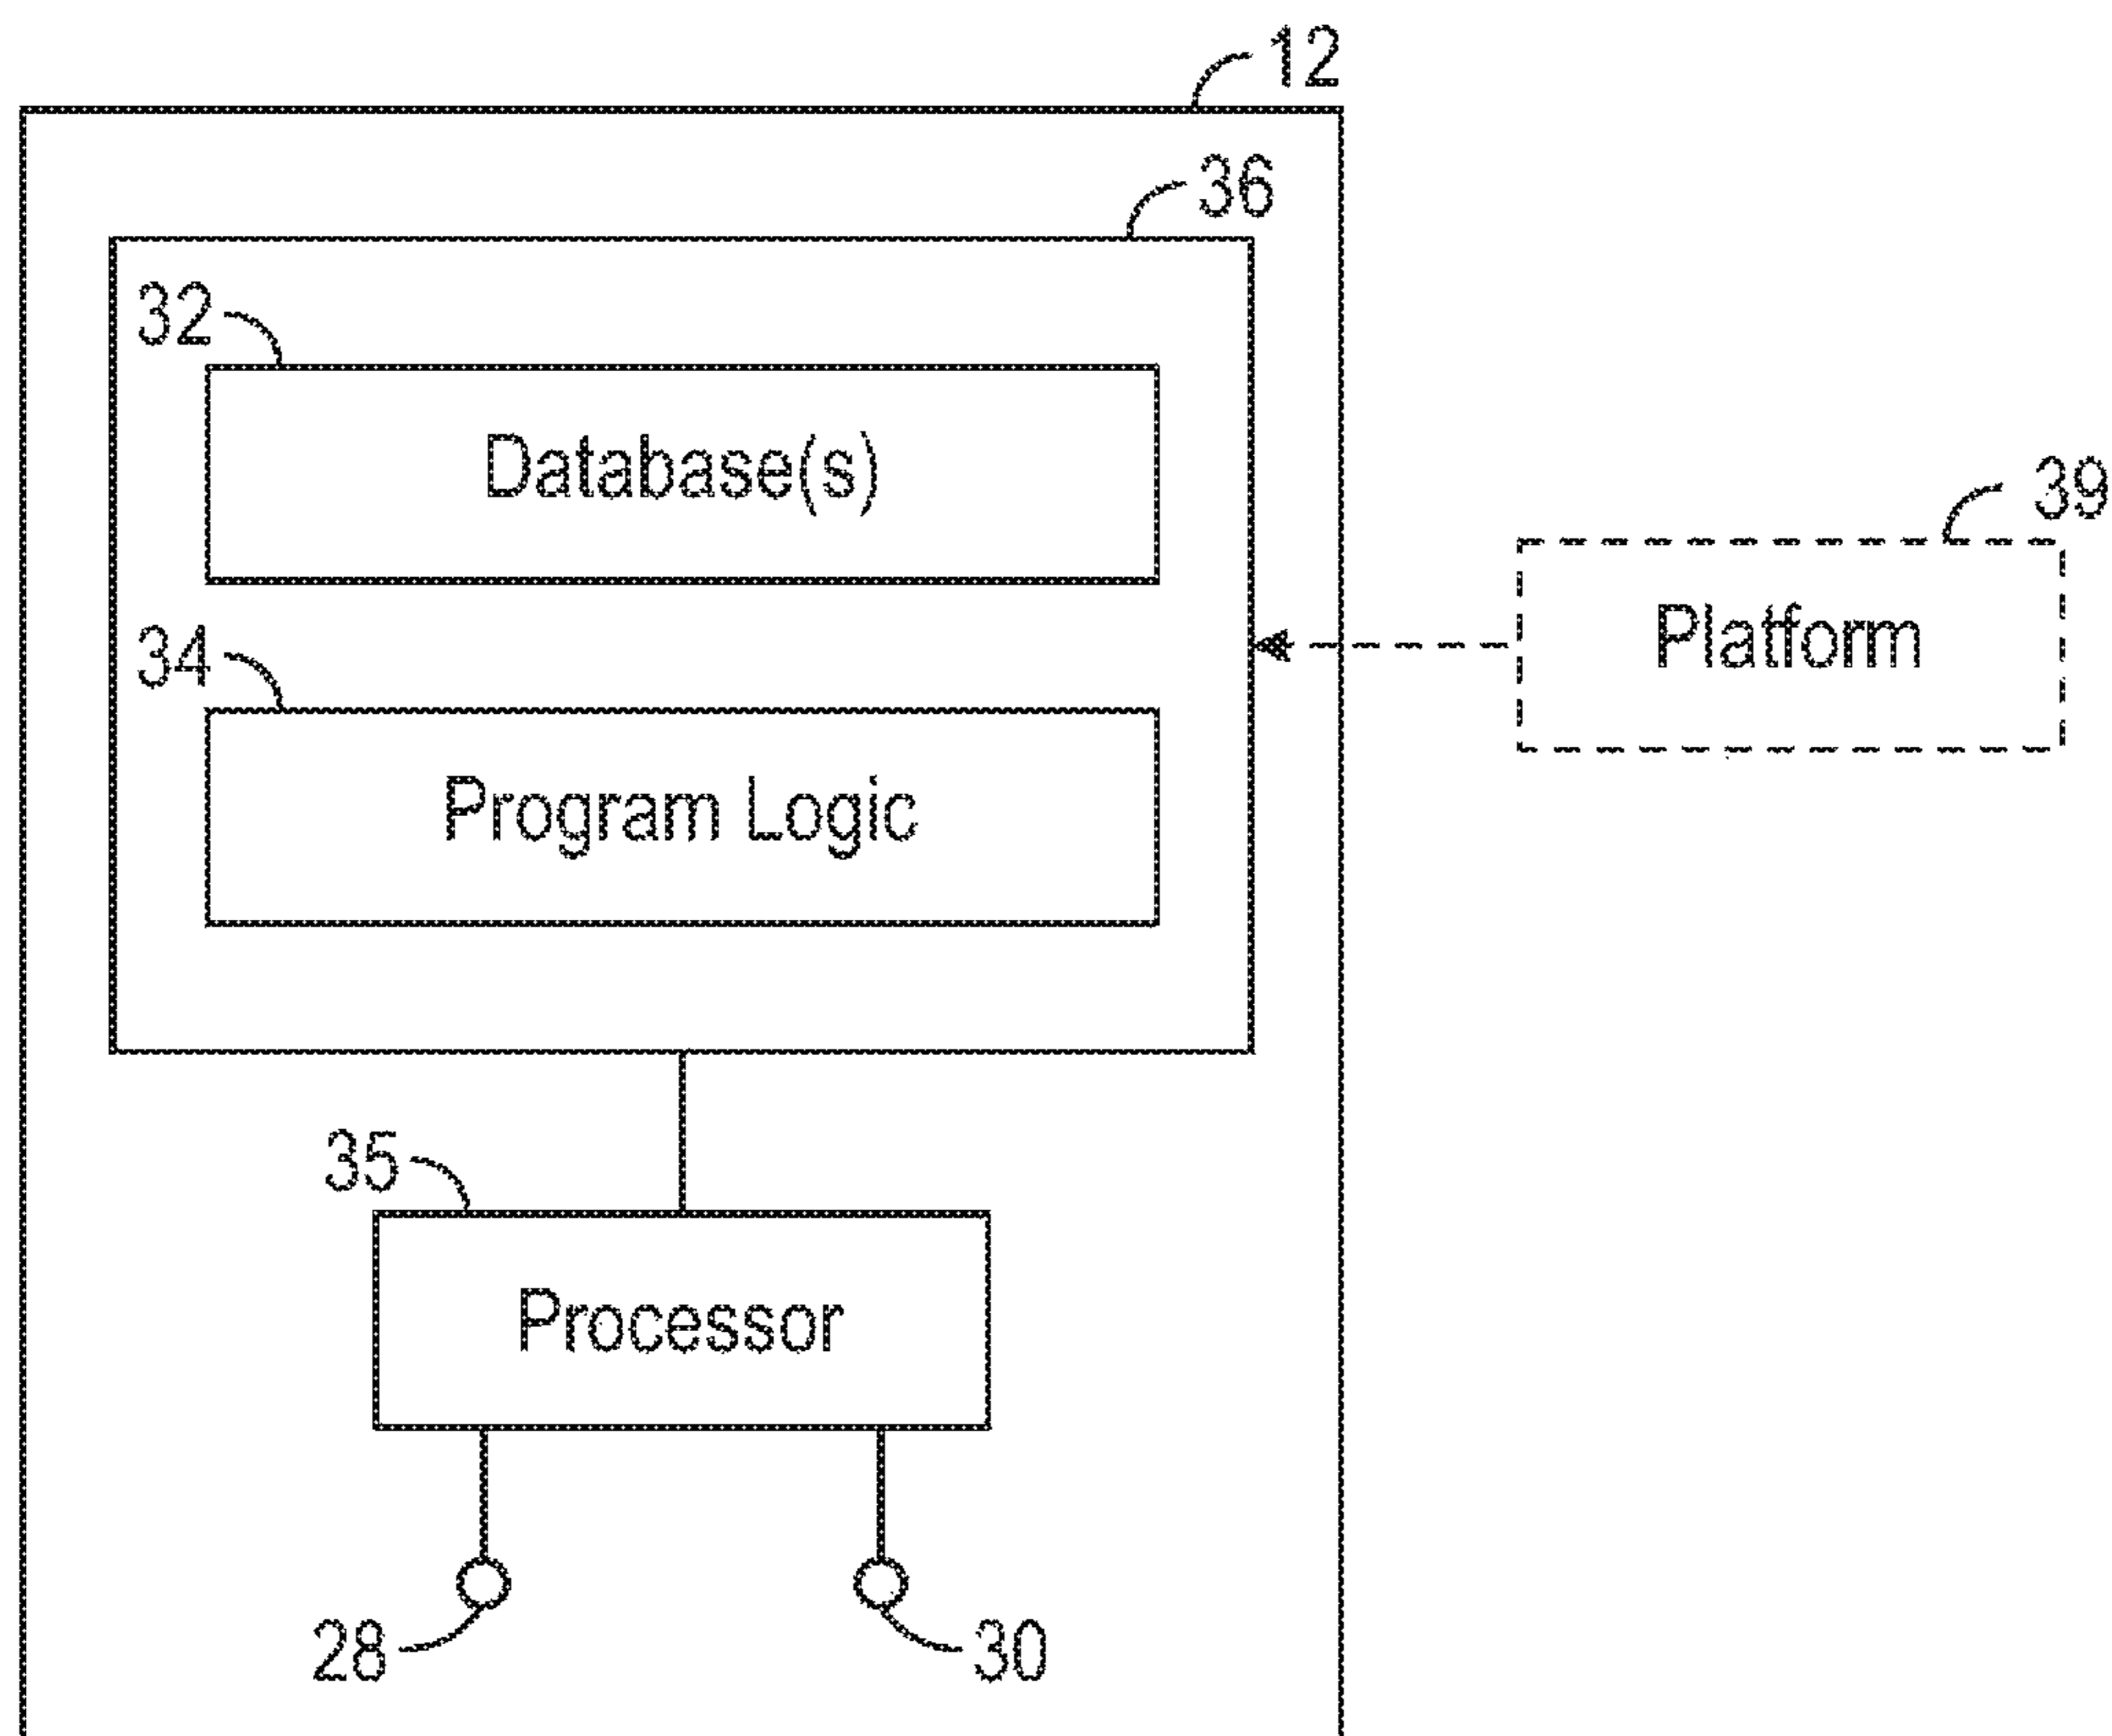 12
36
32
Database(s)
39
Platform
34
Program Logic
35
Processor
28
30